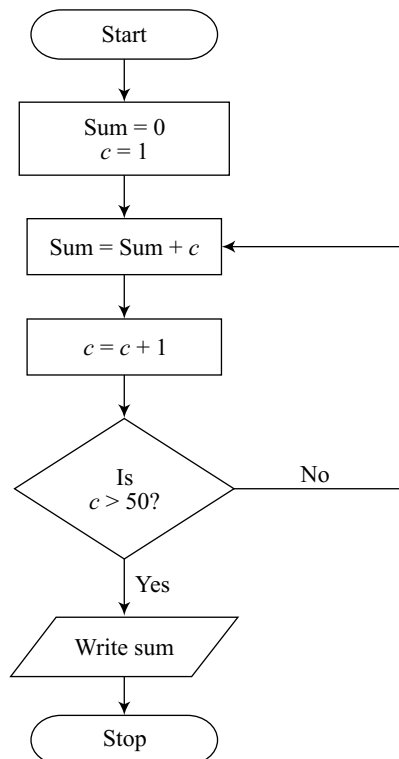 Start
Sum = 0
c = 1
Sum = Sum + c
c = c + 1
Is
c > 50?
No
Yes
Write sum
Stop